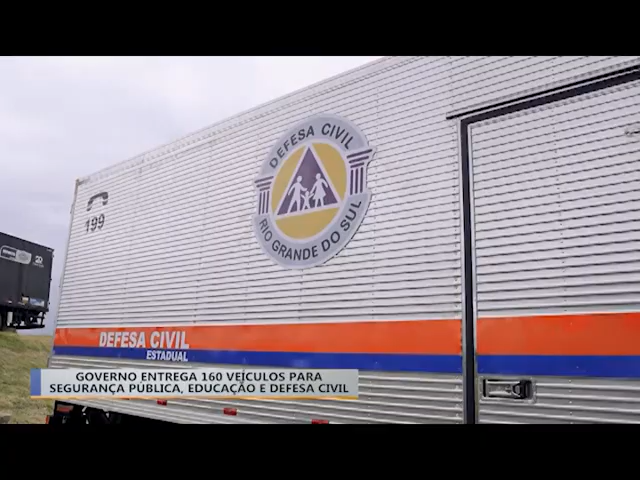 199
DEFESA CIVIL
RIO GRANDE DO SUL
DEFESA CIVIL
ESTADUAL
GOVERNO ENTREGA 160 VEÍCULOS PARA
SEGURANÇA PÚBLICA, EDUCAÇÃO E DEFESA CIVIL